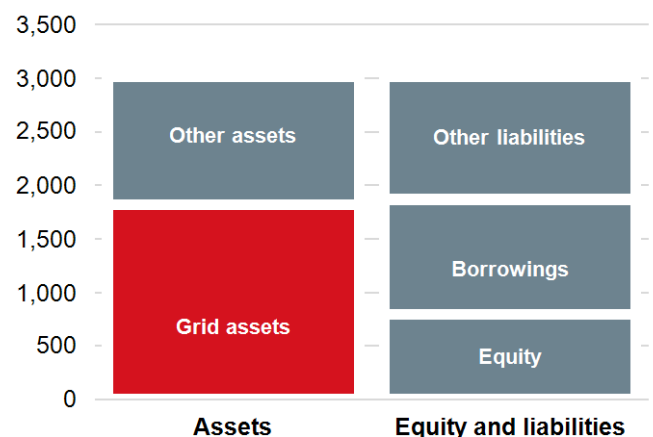 3,500
3,000
2,500
2,000
1,500
1,000
500
0
Other assets
Other liabilities
Borrowings
Grid assets
Equity
Assets
Equity and liabilities